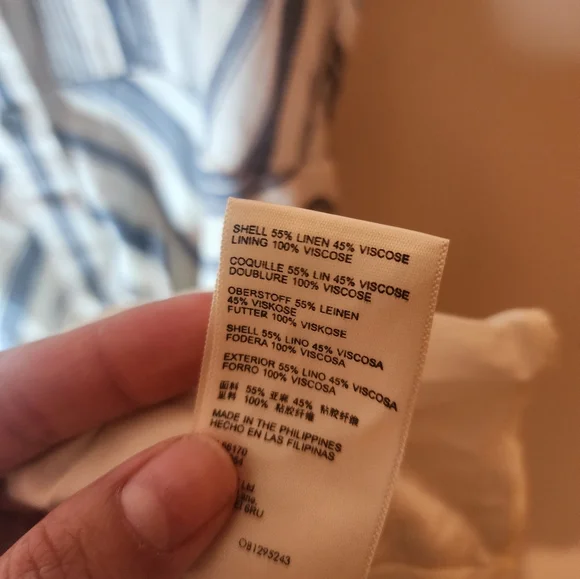 SHELL 55% LINEN 45% VISCOSE
LINING 100% VISCOSE
COQUILLE 55% LIN 45% VISCOSE
DOUBLURE 100% VISCOSE
OBERSTOFF 55% LEINEN
45% VISKOSE
FUTTER 100% VISKOSE
SHELL 55% LINO 45% VISCOSA
FODERA 100% VISCOSA
EXTERIOR 55% LINO 45% VISCOSA
FORRO 100% VISCOSA
面料 55% 亚麻 45% 粘胶纤维
里料 100% 粘胶纤维
MADE IN THE PHILIPPINES
HECHO EN LAS FILIPINAS
Ltd
081295243